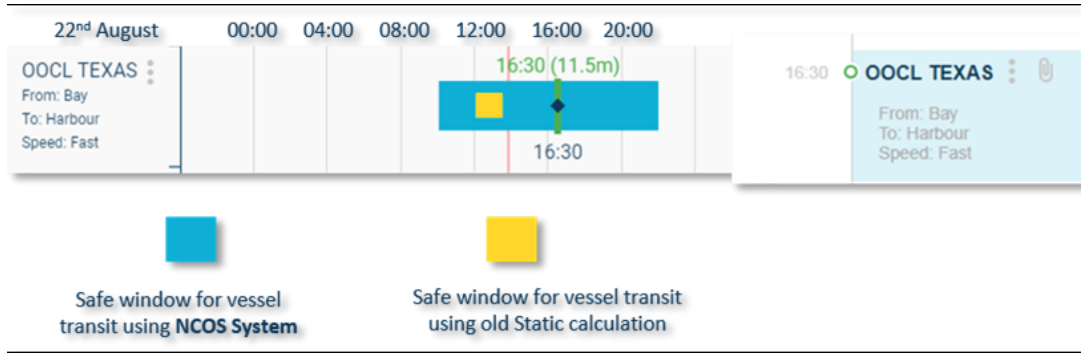 22nd August 00:00 04:00 08:00 12:00 16:00 20:00
OOCL TEXAS
From: Bay
To: Harbour
Speed: Fast
16:30 (11.5m)
16:30
16:30 OOCL TEXAS
From: Bay
To: Harbour
Speed: Fast
Safe window for vessel
transit using NCOS System
Safe window for vessel transit
using old Static calculation